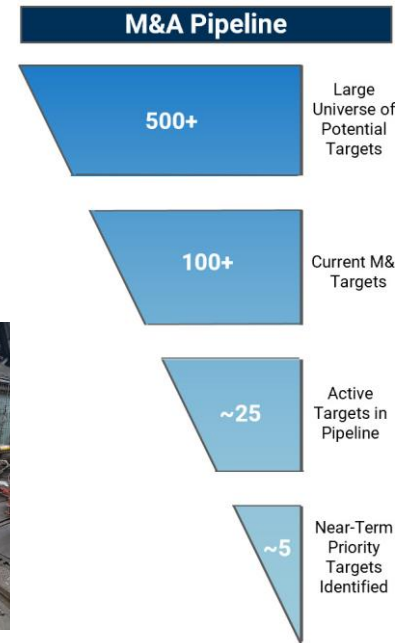 M&A Pipeline
500+
Large
Universe of
Potential
Targets
100+
Current M&
Targets
~25
Active
Targets in
Pipeline
~5
Near-Term
Priority
Targets
Identified